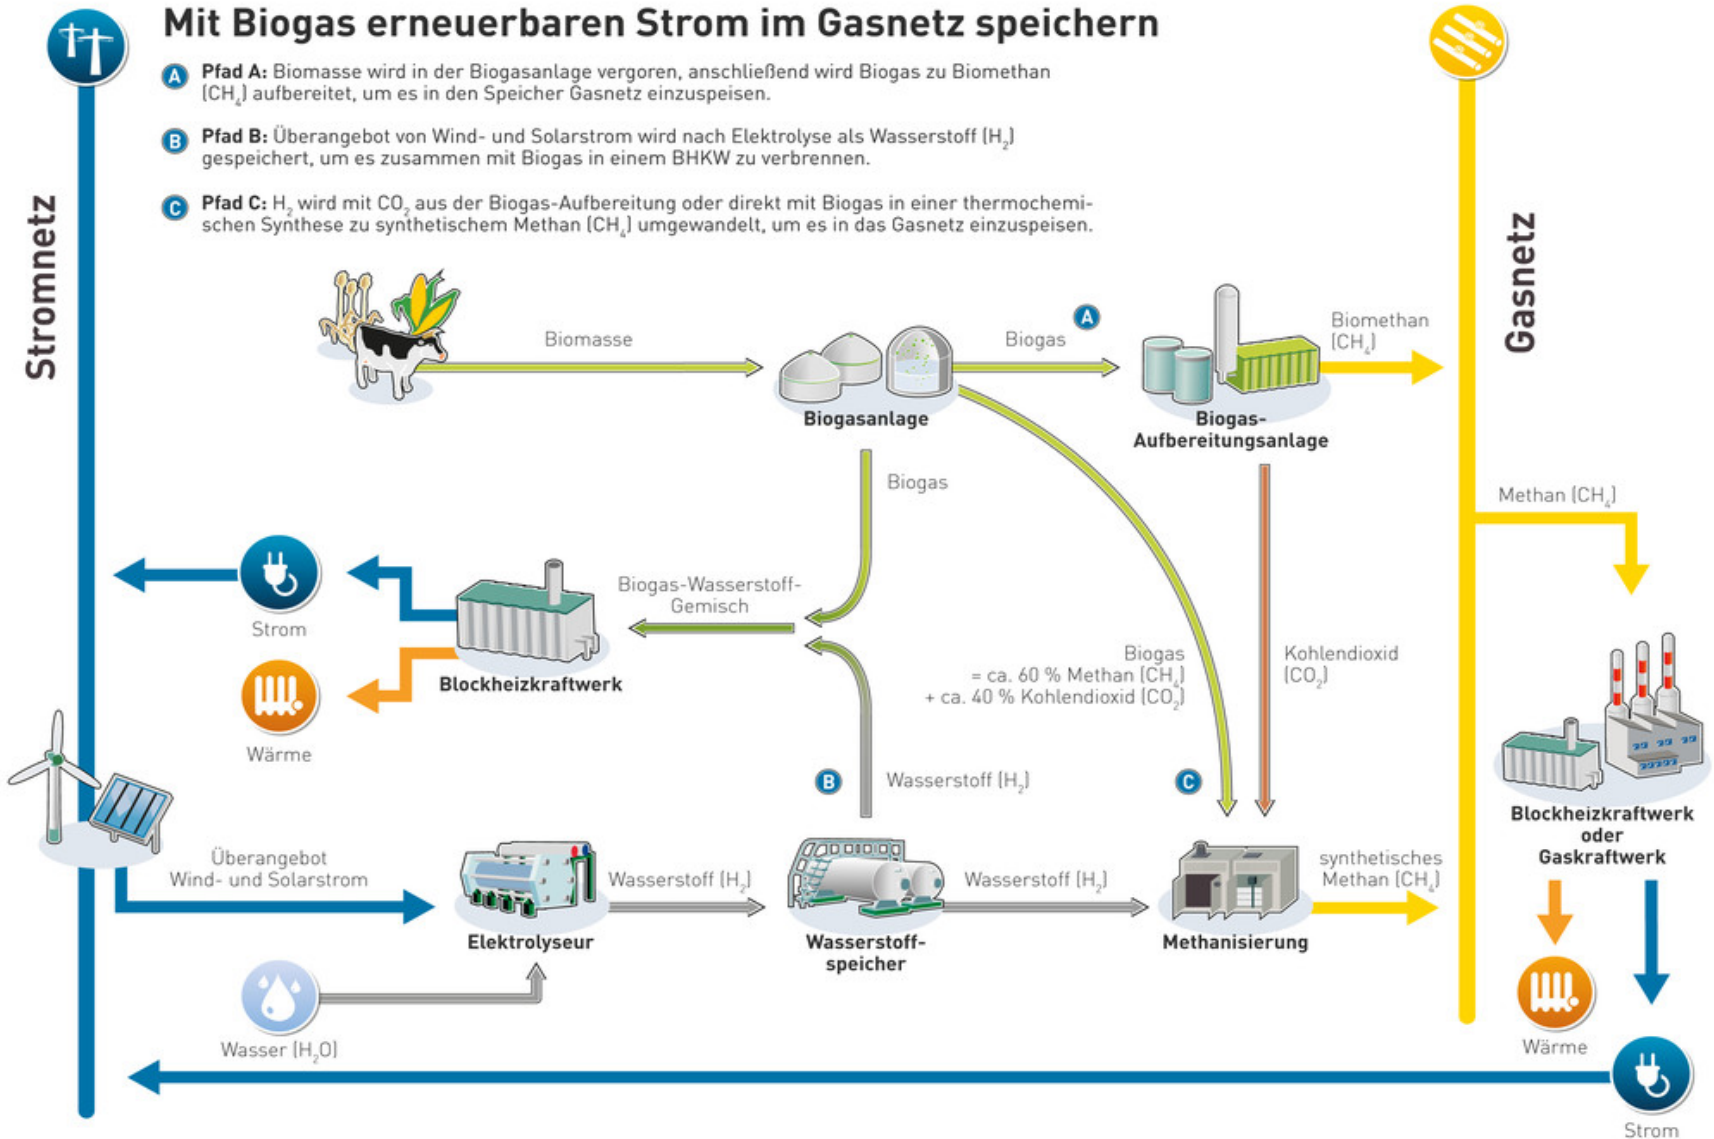 Mit Biogas erneuerbaren Strom im Gasnetz speichern
A Pfad A: Biomasse wird in der Biogasanlage vergoren, anschließend wird Biogas zu Biomethan
(CH₄) aufbereitet, um es in den Speicher Gasnetz einzuspeisen.
B Pfad B: Überangebot von Wind- und Solarstrom wird nach Elektrolyse als Wasserstoff (H₂)
gespeichert, um es zusammen mit Biogas in einem BHKW zu verbrennen.
C Pfad C: H₂ wird mit CO₂ aus der Biogas-Aufbereitung oder direkt mit Biogas in einer thermochemi-
schen Synthese zu synthetischem Methan (CH₄) umgewandelt, um es in das Gasnetz einzuspeisen.
Stromnetz
Gasnetz
Biomasse
Biogasanlage
Biogas
A
Biogas-
Aufbereitungsanlage
Biomethan
(CH₄)
Methan (CH₄)
Biogas
Biogas-Wasserstoff-
Gemisch
Strom
Blockheizkraftwerk
Wärme
Biogas
= ca. 60 % Methan (CH₄)
+ ca. 40 % Kohlendioxid (CO₂)
Kohlendioxid
(CO₂)
B
Wasserstoff (H₂)
C
Überangebot
Wind- und Solarstrom
Elektrolyseur
Wasserstoff (H₂)
Wasserstoff-
speicher
Wasserstoff (H₂)
Methanisierung
synthetisches
Methan (CH₄)
Blockheizkraftwerk
oder
Gaskraftwerk
Wasser (H₂O)
Wärme
Strom